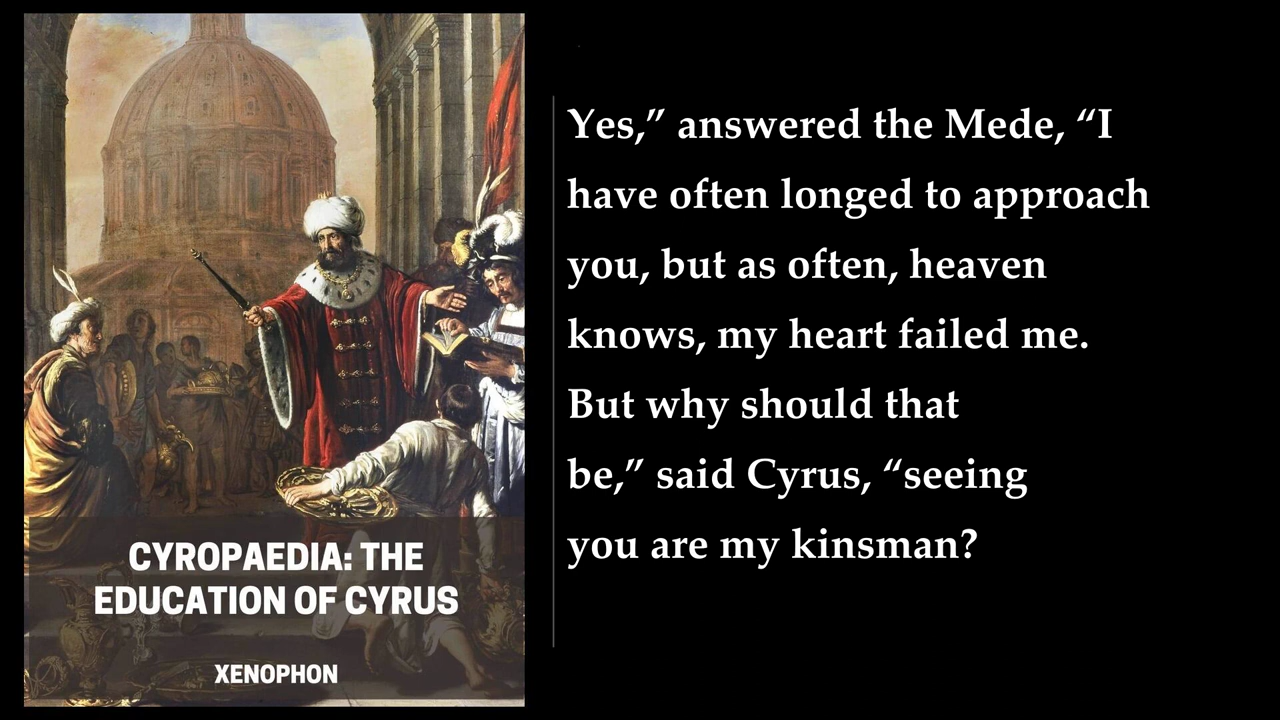 CYROPAEDIA: THE
EDUCATION OF CYRUS
XENOPHON
Yes,” answered the Mede, “I
have often longed to approach
you, but as often, heaven
knows, my heart failed me.
But why should that
be,” said Cyrus, “seeing
you are my kinsman?